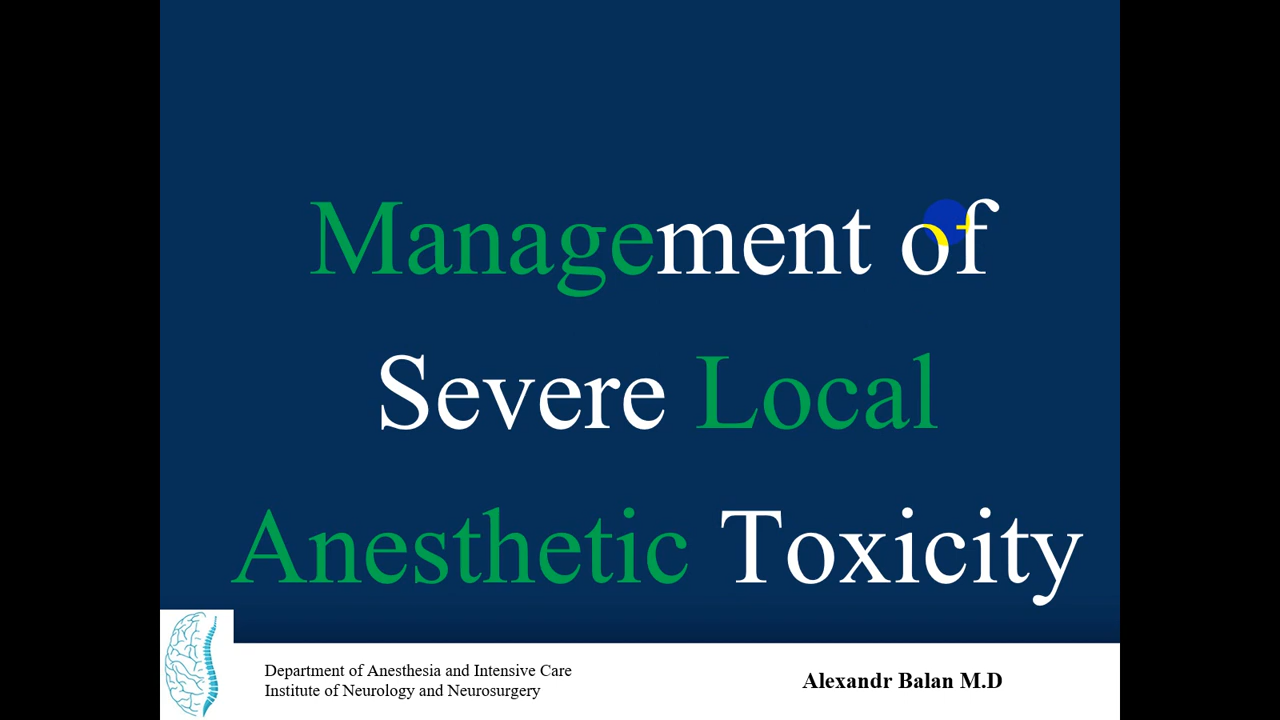 Management of
Severe Local
Anesthetic Toxicity
Department of Anesthesia and Intensive Care
Institute of Neurology and Neurosurgery
Alexandr Balan M.D